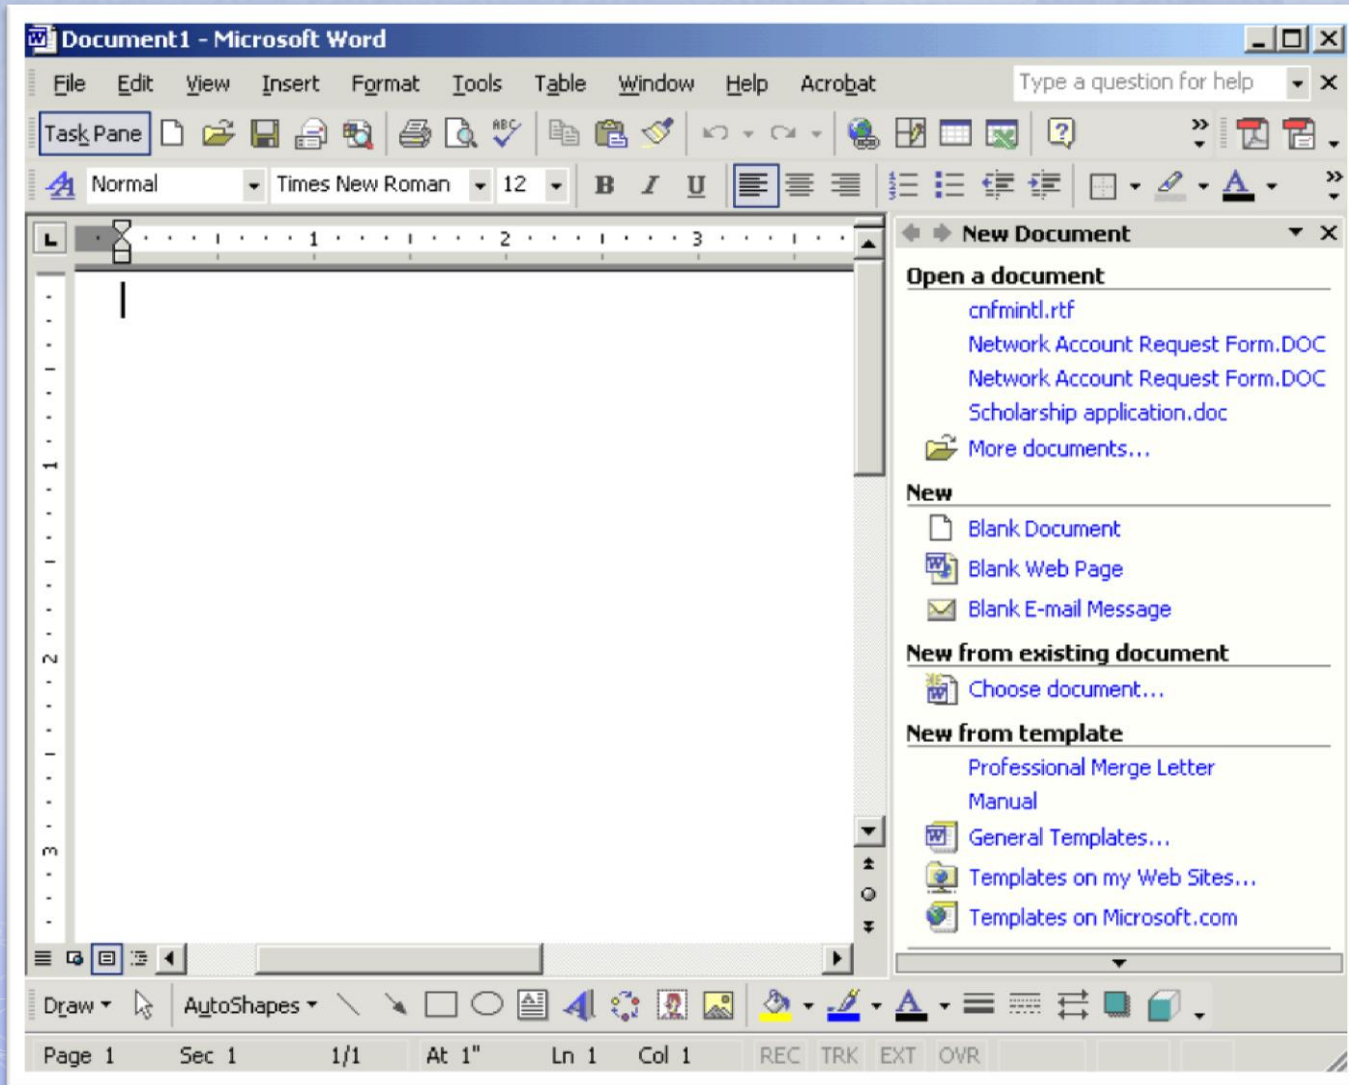 Document1 - Microsoft Word
File Edit View Insert Format Tools Table Window Help Acrobat Type a question for help
Task Pane ABC
Normal Times New Roman 12 B I U A
L 1 2 3 New Document
Open a document
cnfmintl.rtf
Network Account Request Form.DOC
Network Account Request Form.DOC
Scholarship application.doc
More documents...
1
New
Blank Document
Blank Web Page
Blank E-mail Message
2
New from existing document
Choose document...
New from template
Professional Merge Letter
Manual
General Templates...
3
Templates on my Web Sites...
Templates on Microsoft.com
Draw AutoShapes A A
Page 1 Sec 1 1/1 At 1" Ln 1 Col 1 REC TRK EXT OVR